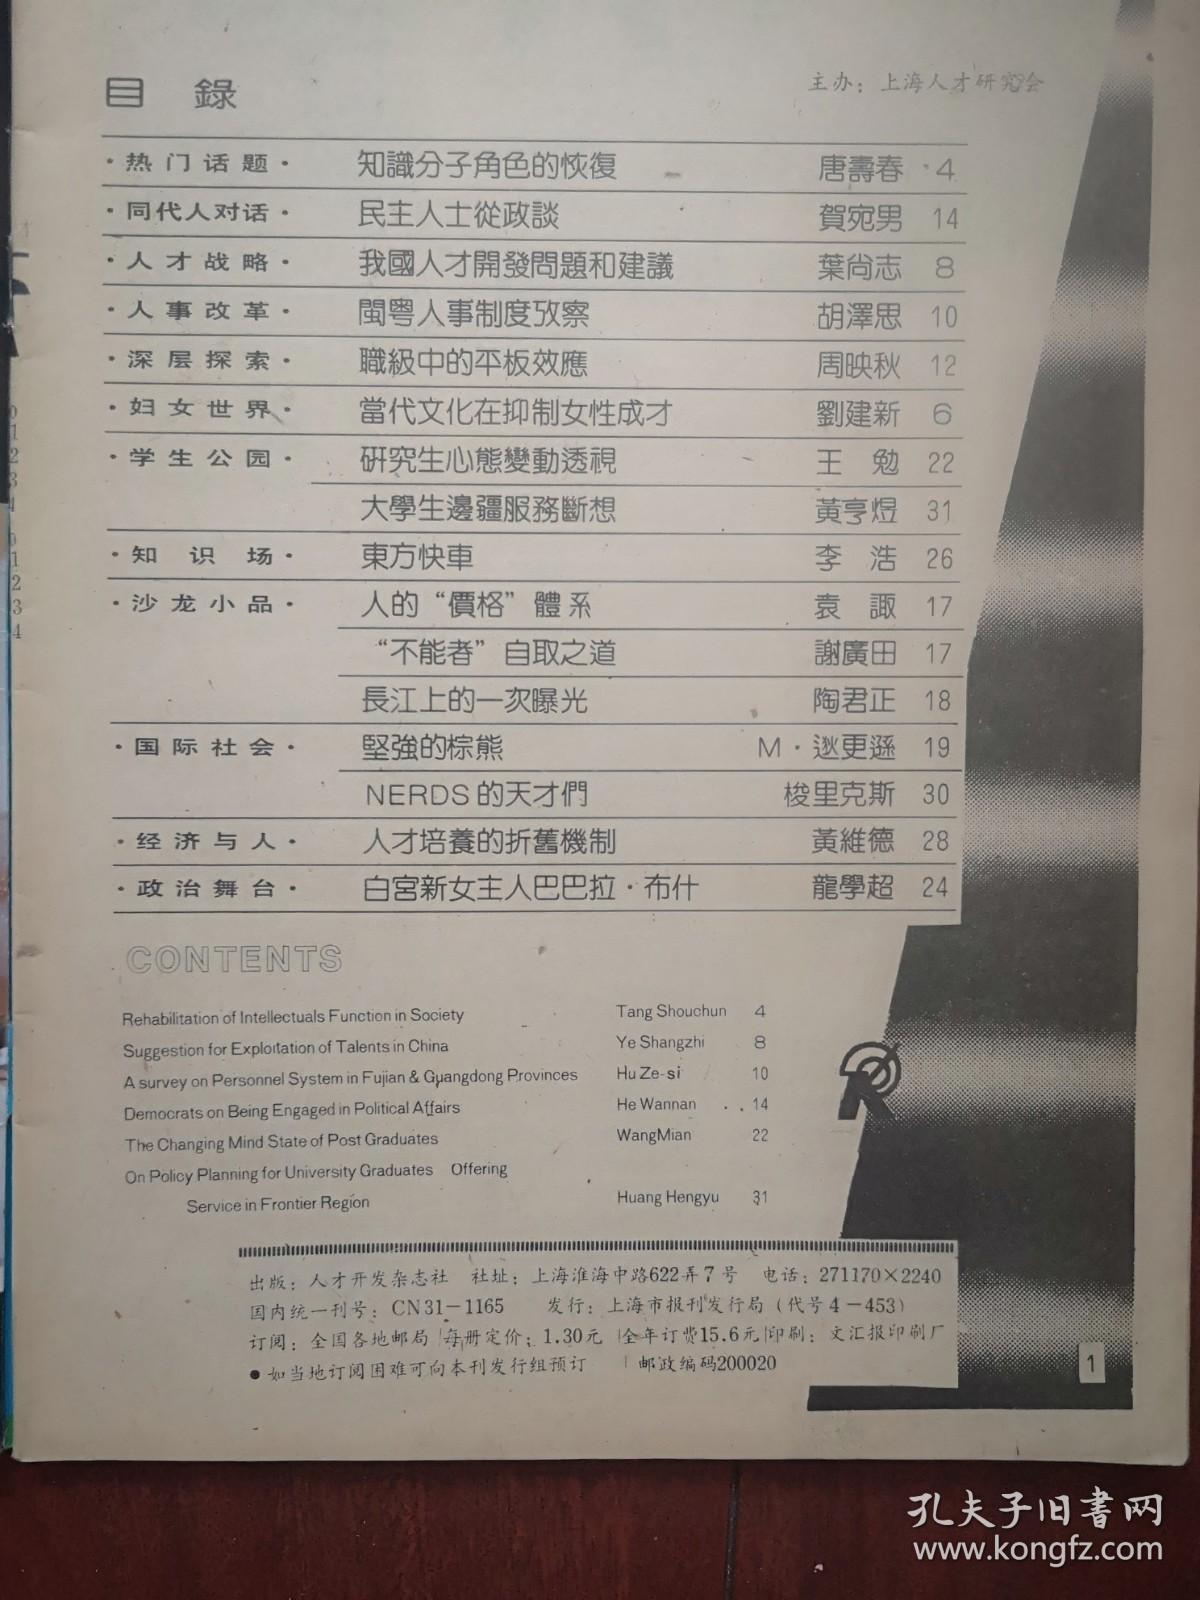 目 錄
主办：上海人才研究会
·热门话题· 知識分子角色的恢復 唐壽春 ·4
·同代人对话· 民主人士從政談 賀宛男 14
·人才战略· 我國人才開發問題和建議 葉尚志 8
·人事改革· 閩粤人事制度攷察 胡澤思 10
·深层探索· 職級中的平板效應 周映秋 12
·妇女世界· 當代文化在抑制女性成才 劉建新 6
·学生公园· 研究生心態變動透視 王 勉 22
大學生邊疆服務斷想 黃亨煜 31
·知识场· 東方快車 李 浩 26
·沙龙小品· 人的“價格”體系 袁 諏 17
“不能者”自取之道 謝廣田 17
長江上的一次曝光 陶君正 18
·国际社会· 堅強的棕熊 M·逖更遜 19
NERDS的天才們 梭里克斯 30
·经济与人· 人才培養的折舊機制 黃維德 28
·政治舞台· 白宮新女主人巴巴拉·布什 龍學超 24
CONTENTS
Rehabilitation of Intellectuals Function in Society Tang Shouchun 4
Suggestion for Exploitation of Talents in China Ye Shangzhi 8
A survey on Personnel System in Fujian & Guangdong Provinces Hu Ze-si 10
Democrats on Being Engaged in Political Affairs He Wannan 14
The Changing Mind State of Post Graduates WangMian 22
On Policy Planning for University Graduates Offering
Service in Frontier Region Huang Hengyu 31
出版：人才开发杂志社 社址：上海淮海中路622弄7号 电话：271170×2240
国内统一刊号：CN31-1165 发行：上海市报刊发行局（代号4-453）
订阅：全国各地邮局 每册定价：1.30元 全年订费15.6元 印刷：文汇报印刷厂
●如当地订阅困难可向本刊发行组预订 邮政编码200020
1
孔夫子旧書网
www.kongfz.com